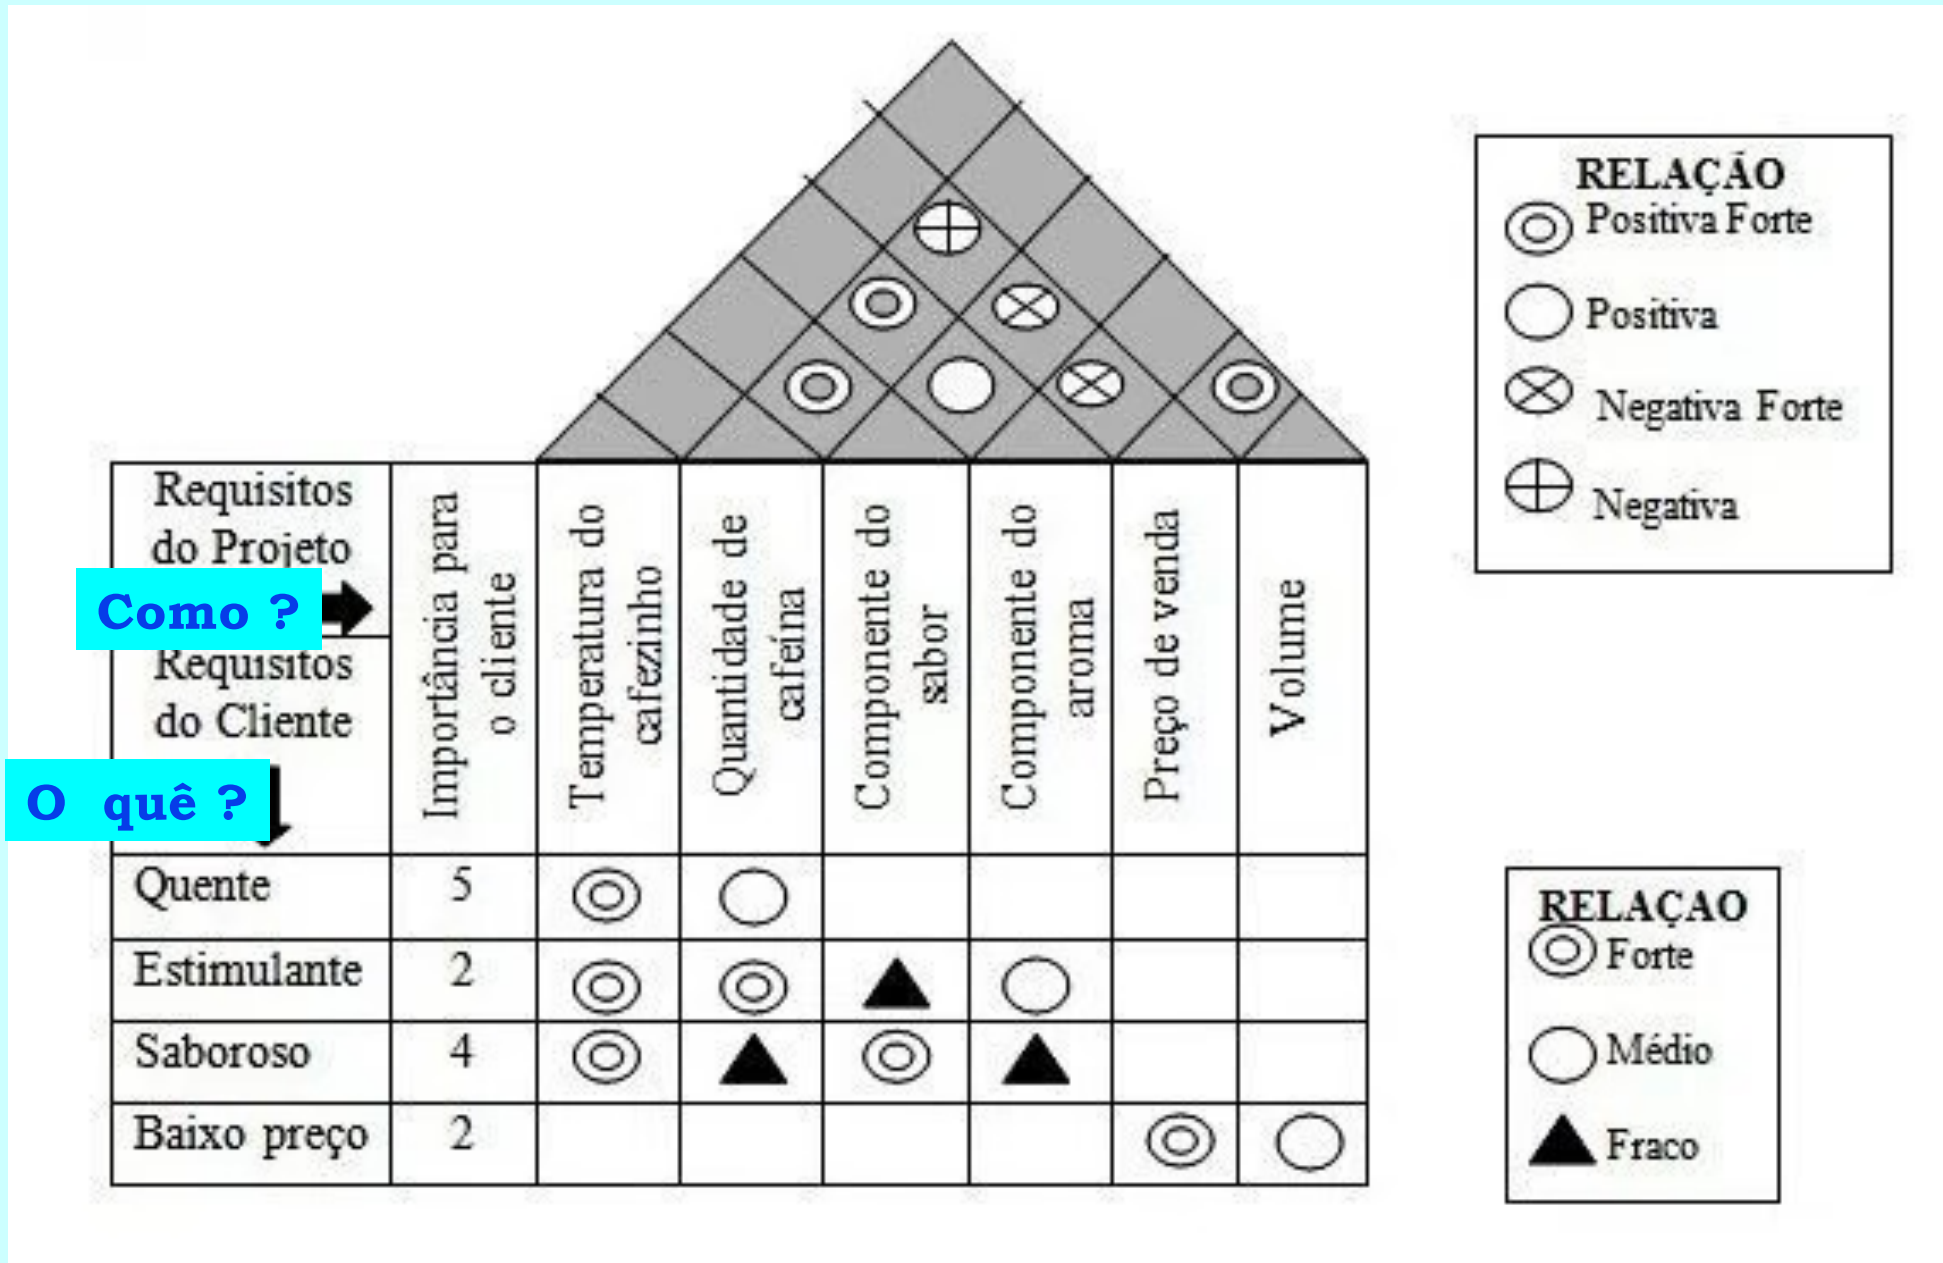 RELAÇÃO
Positiva Forte
Positiva
Negativa Forte
Negativa
Requisitos
do Projeto
Como ?
Requisitos
do Cliente
O quê ?
Importância para
o cliente
Temperatura do
cafezinho
Quantidade de
cafeína
Componente do
sabor
Componente do
aroma
Preço de venda
Volume
Quente 5
Estimulante 2
Saboroso 4
Baixo preço 2
RELAÇAO
Forte
Médio
Fraco